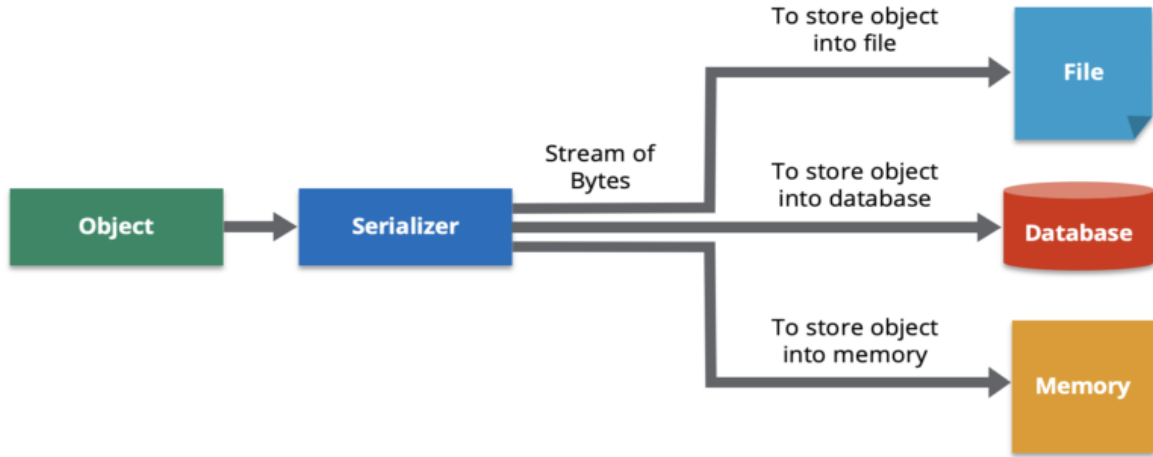 To store object
into file
File
Stream of
Bytes
To store object
into database
Object
Serializer
Database
To store object
into memory
Memory